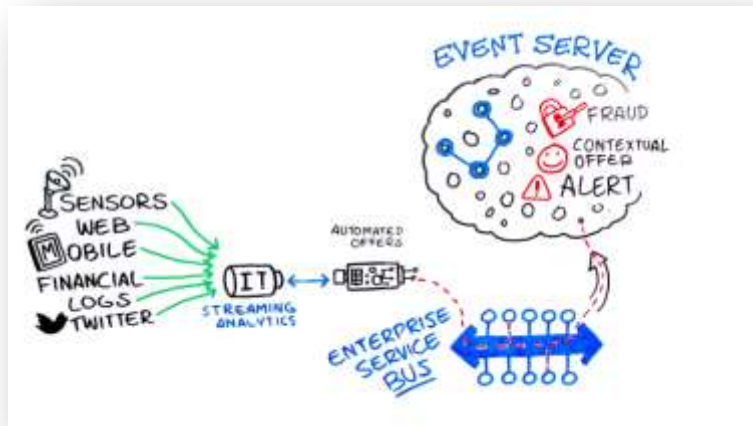 EVENT SERVER
FRAUD
CONTEXTUAL
OFFER
ALERT
SENSORS
WEB
MOBILE
FINANCIAL
LOGS
TWITTER
IT
STREAMING
ANALYTICS
AUTOMATED
OFFERS
ENTERPRISE
SERVICE
BUS